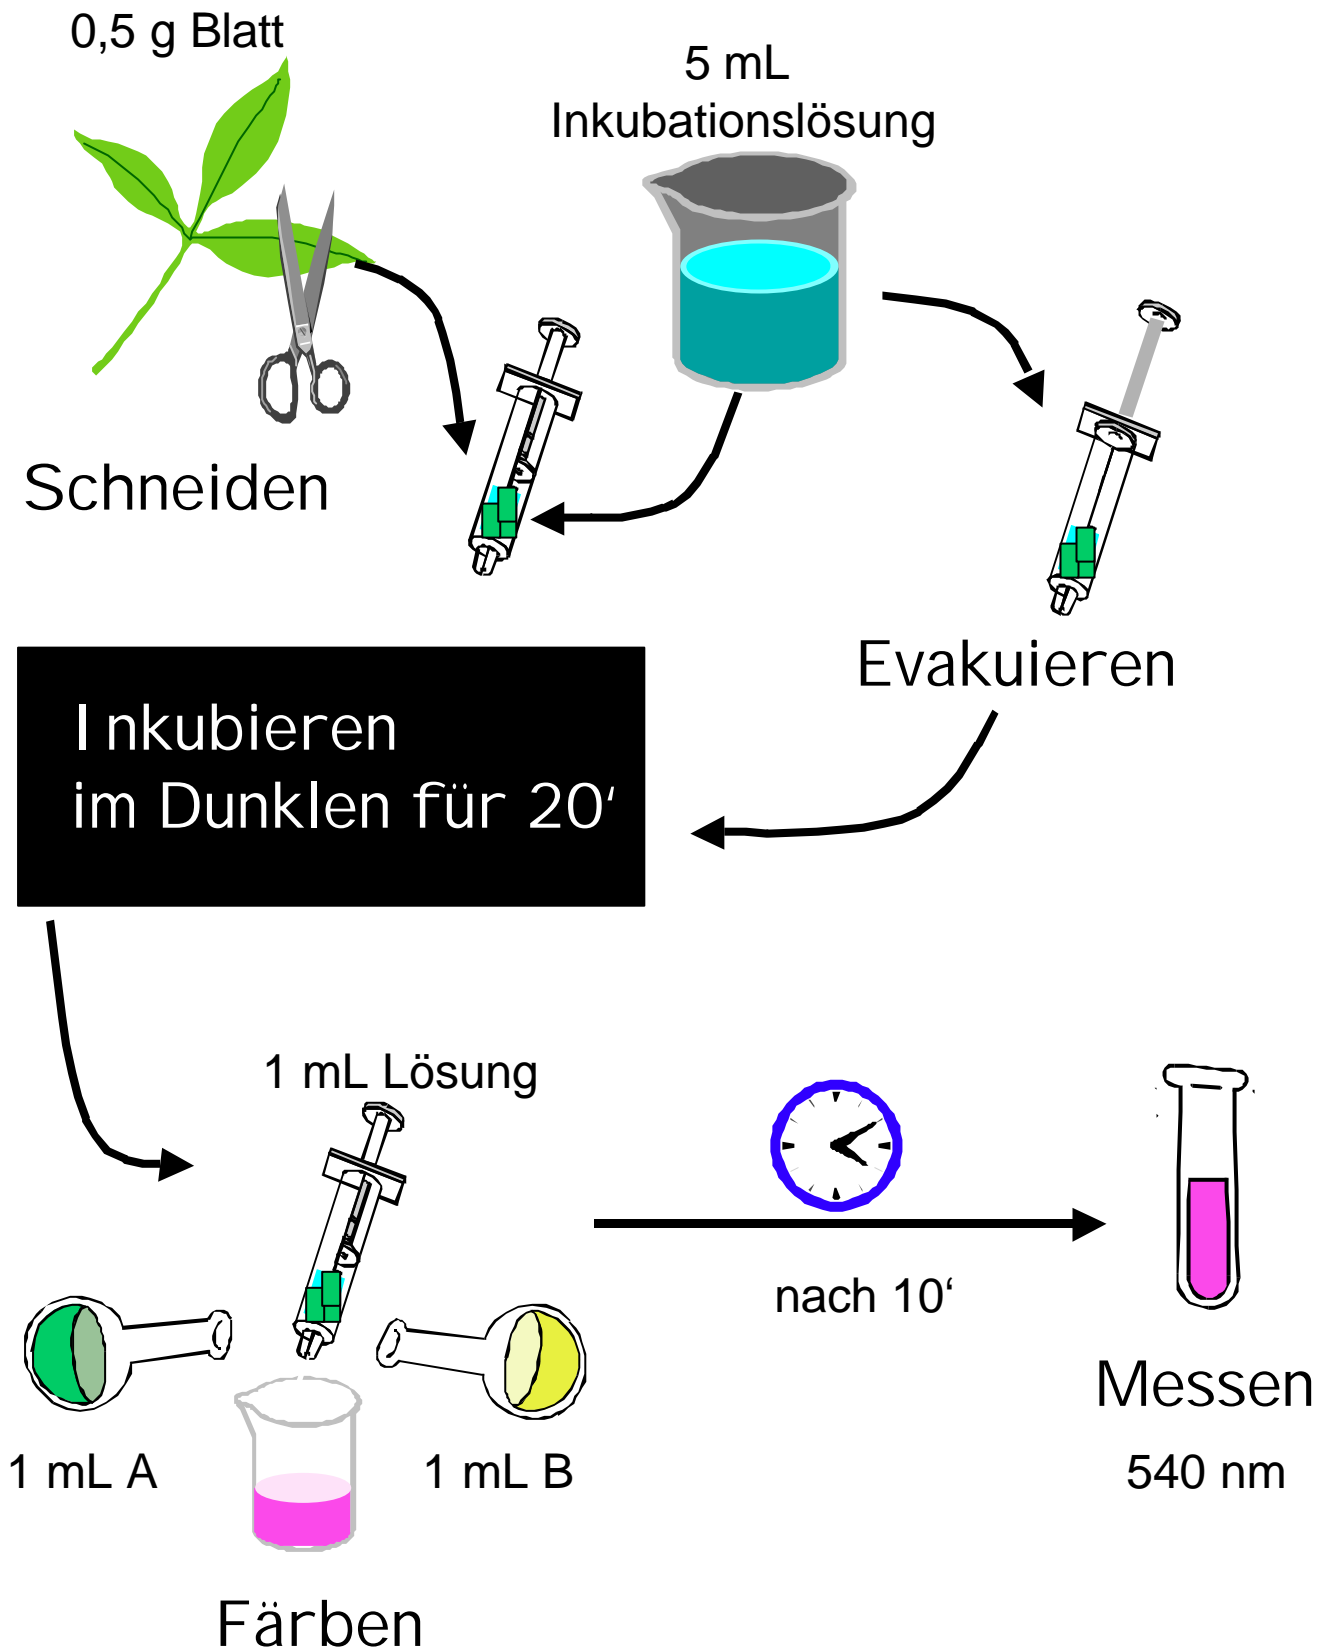 0,5 g Blatt
5 mL
Inkubationslösung
Schneiden
Evakuieren
Inkubieren
im Dunklen für 20‘
1 mL Lösung
nach 10‘
1 mL A
1 mL B
Messen
540 nm
Färben